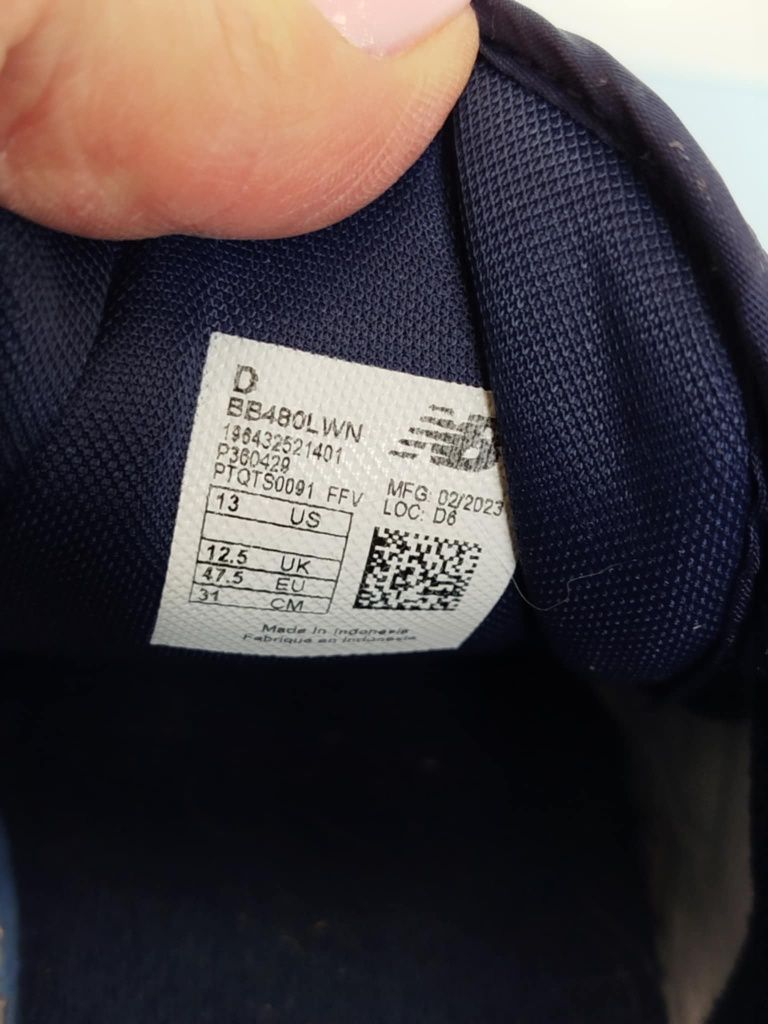 D
BB480LWN
196432521401
P360429
PTQTS0091 FFV
MFG: 02/2023
LOC: D6
13 US
12.5 UK
47.5 EU
31 CM
Made in Indonesia
Fabriqué en Indonésie